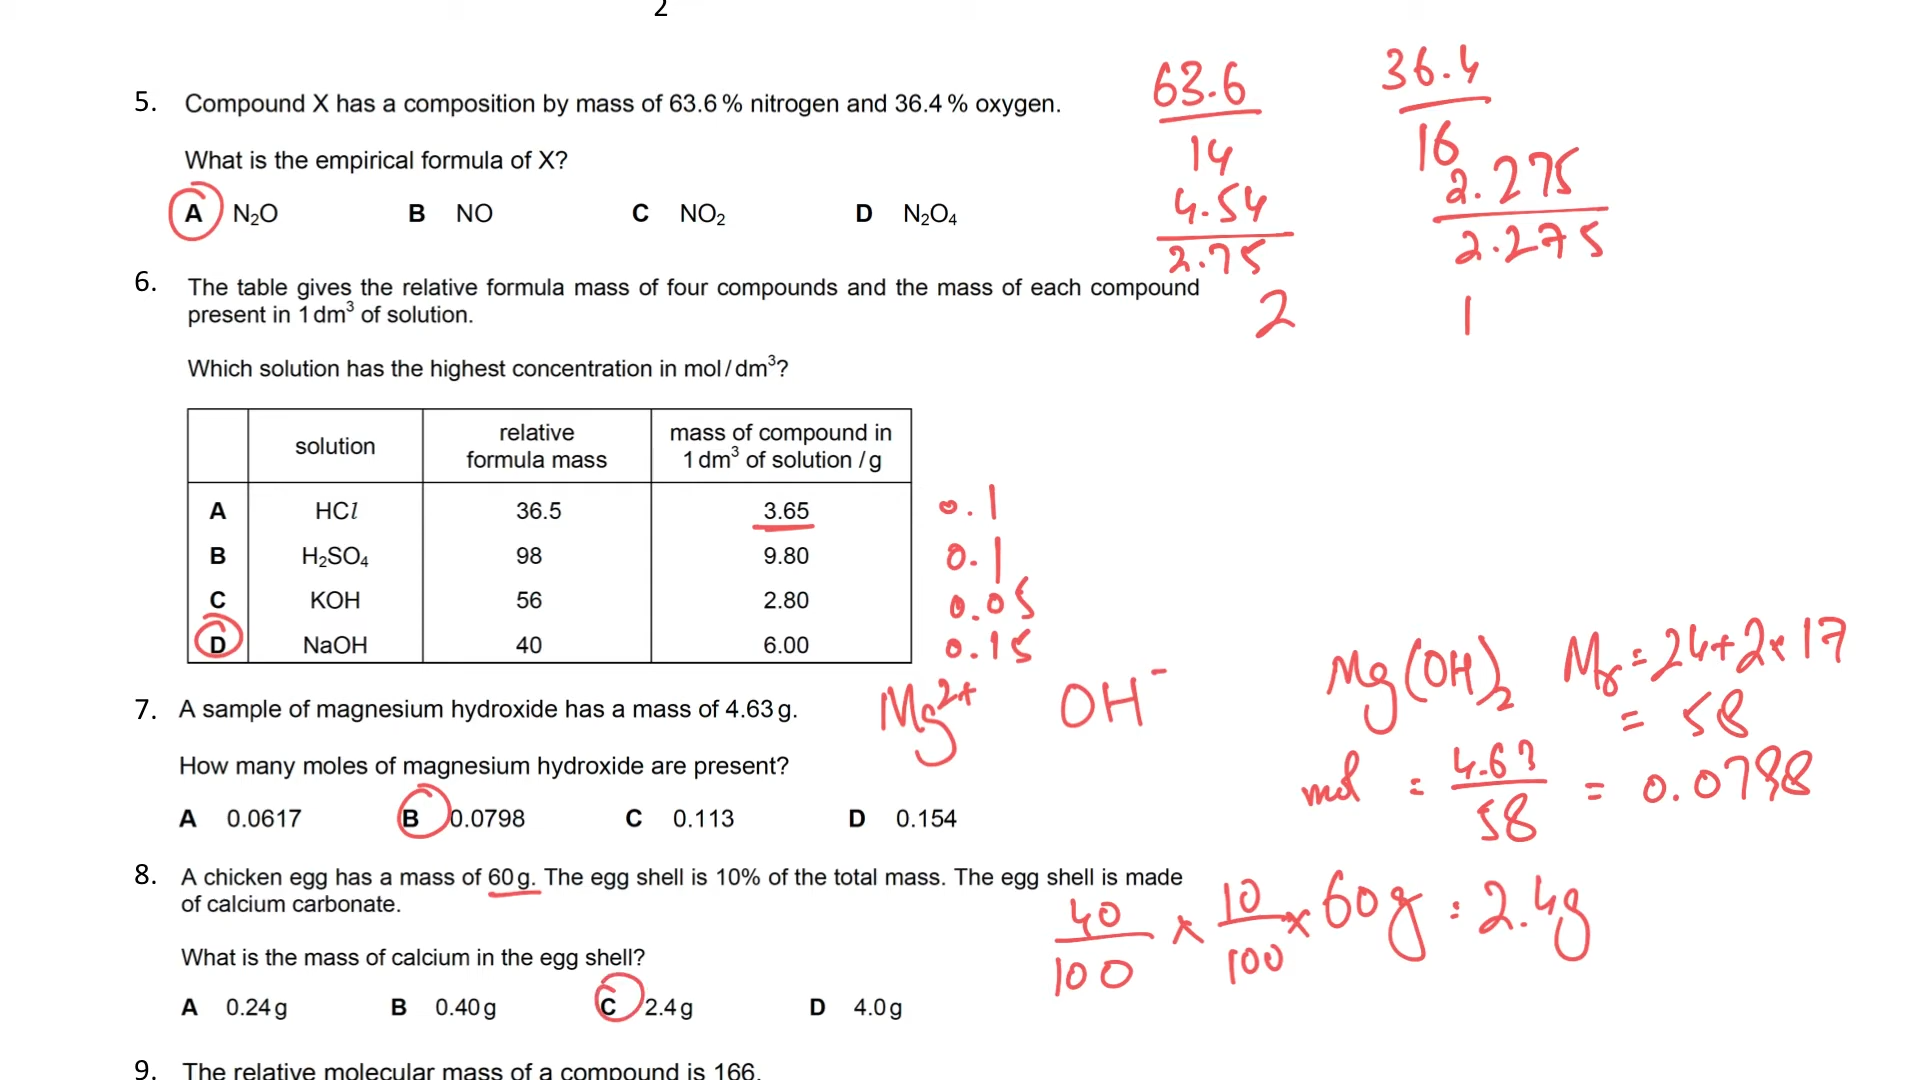 2
5. Compound X has a composition by mass of 63.6 % nitrogen and 36.4 % oxygen.
What is the empirical formula of X?
A N₂O B NO C NO₂ D N₂O₄
63.6
14
4.54
2.75
2
36.4
16
2.275
2.275
1
6. The table gives the relative formula mass of four compounds and the mass of each compound
present in 1 dm³ of solution.
Which solution has the highest concentration in mol / dm³?
solution relative formula mass mass of compound in 1 dm³ of solution / g
A HCl 36.5 3.65 0.1
B H₂SO₄ 98 9.80 0.1
C KOH 56 2.80 0.05
D NaOH 40 6.00 0.15
7. A sample of magnesium hydroxide has a mass of 4.63 g.
Mg²⁺ OH⁻
Mg(OH)₂ Mr = 24+2×17
= 58
How many moles of magnesium hydroxide are present?
mol = 4.63
58
= 0.0798
A 0.0617 B 0.0798 C 0.113 D 0.154
8. A chicken egg has a mass of 60 g. The egg shell is 10% of the total mass. The egg shell is made
of calcium carbonate.
40/100 × 10/100 × 60g = 2.4g
What is the mass of calcium in the egg shell?
A 0.24 g B 0.40 g C 2.4 g D 4.0 g
9. The relative molecular mass of a compound is 166.